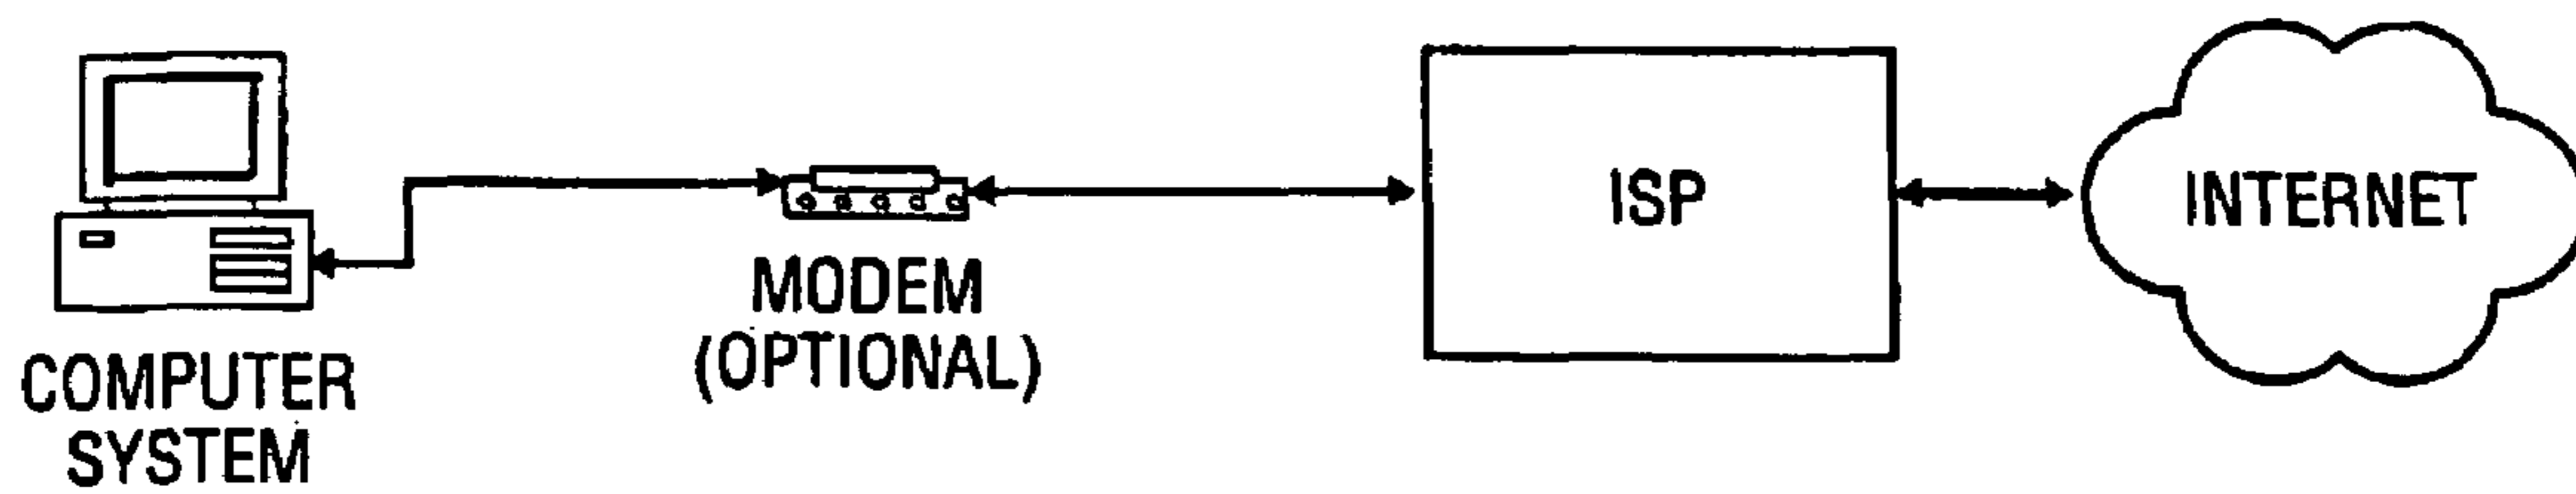 COMPUTER
SYSTEM
MODEM
(OPTIONAL)
ISP
INTERNET